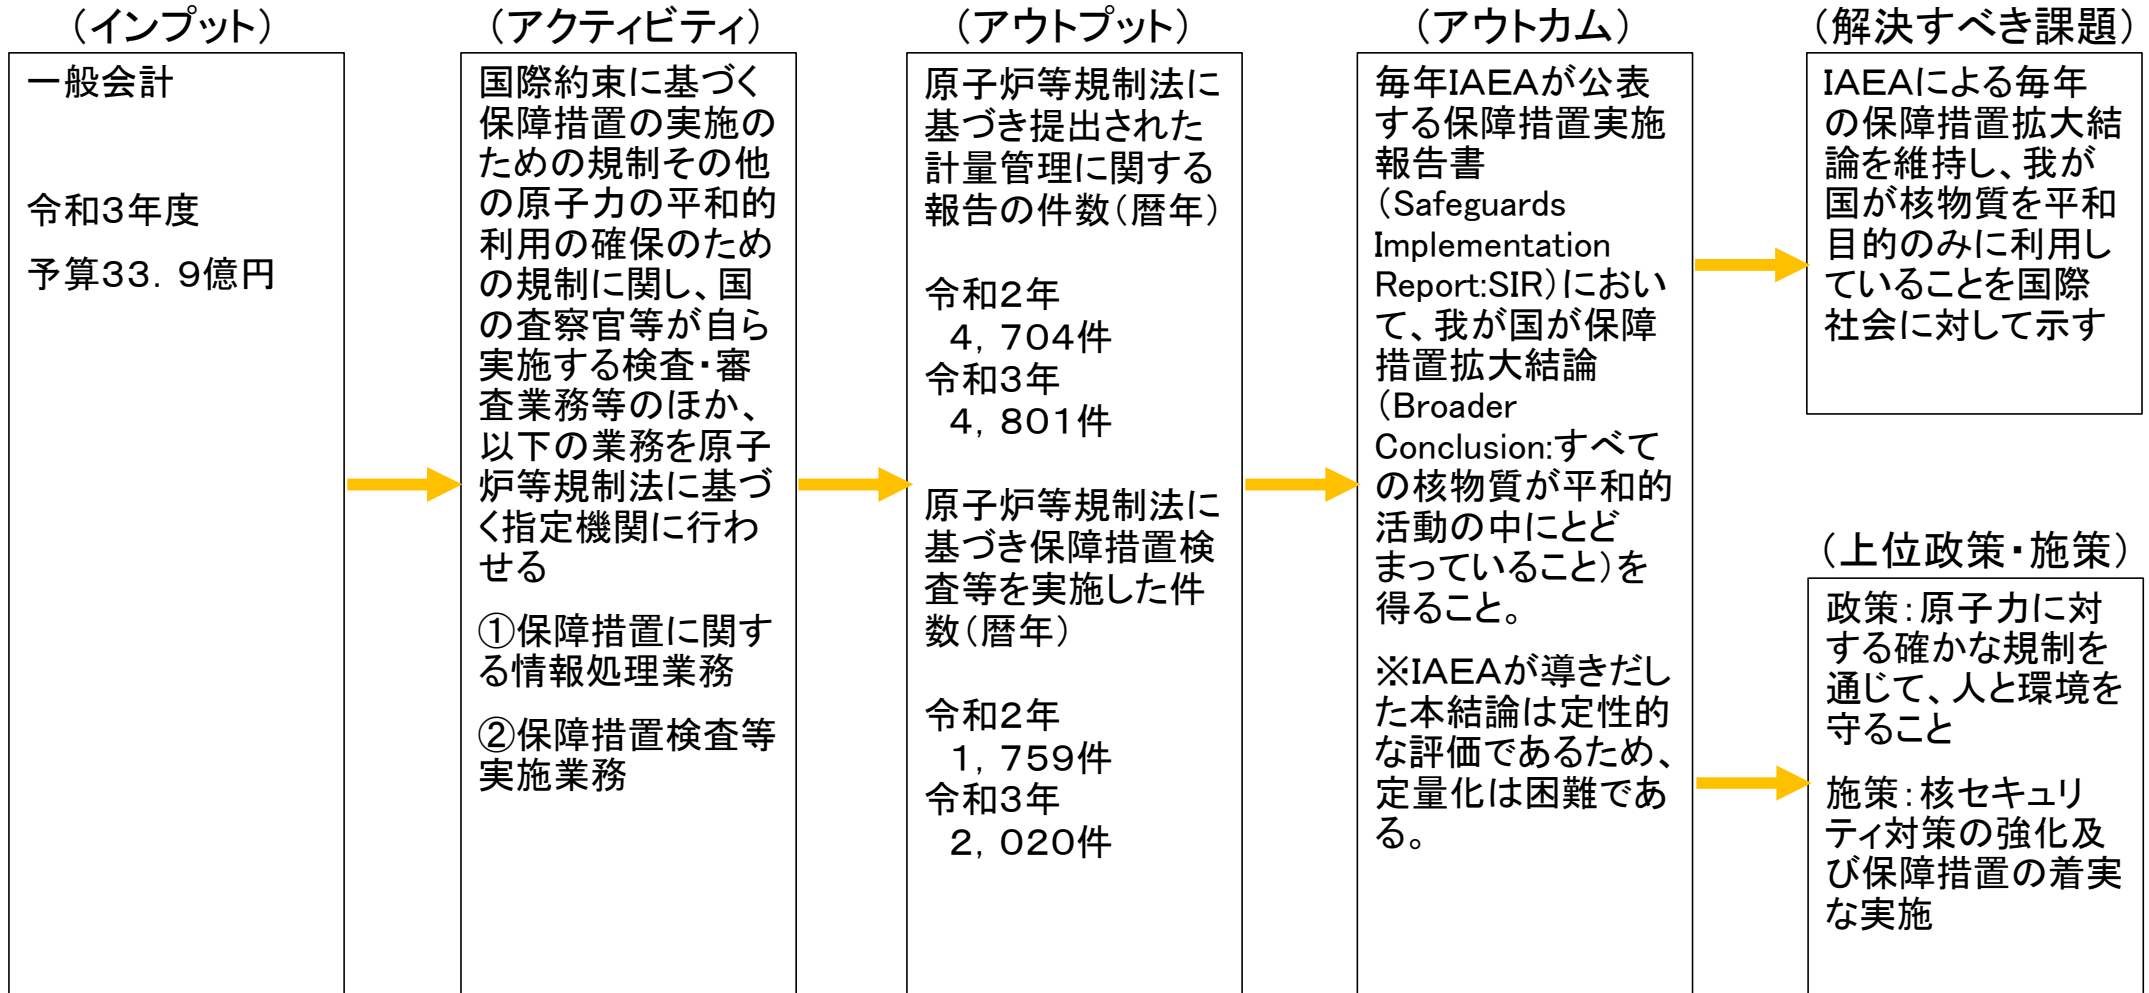 (インプット)
一般会計
令和3年度
予算33.9億円
(アクティビティ)
国際約束に基づく
保障措置の実施の
ための規制その他
の原子力の平和的
利用の確保のため
の規制に関し、国
の査察官等が自ら
実施する検査・審
査業務等のほか、
以下の業務を原子
炉等規制法に基づ
く指定機関に行わ
せる
①保障措置に関す
る情報処理業務
②保障措置検査等
実施業務
(アウトプット)
原子炉等規制法に
基づき提出された
計量管理に関する
報告の件数(暦年)
令和2年
4,704件
令和3年
4,801件
原子炉等規制法に
基づき保障措置検
査等を実施した件
数(暦年)
令和2年
1,759件
令和3年
2,020件
(アウトカム)
毎年IAEAが公表
する保障措置実施
報告書
(Safeguards
Implementation
Report:SIR)におい
て、我が国が保障
措置拡大結論
(Broader
Conclusion:すべて
の核物質が平和的
活動の中にとど
まっていること)を
得ること。
※IAEAが導きだし
た本結論は定性的
な評価であるため、
定量化は困難であ
る。
(解決すべき課題)
IAEAによる毎年
の保障措置拡大結
論を維持し、我が
国が核物質を平和
目的のみに利用し
ていることを国際
社会に対して示す
(上位政策・施策)
政策:原子力に対
する確かな規制を
通じて、人と環境を
守ること
施策:核セキュリ
ティ対策の強化及
び保障措置の着実
な実施